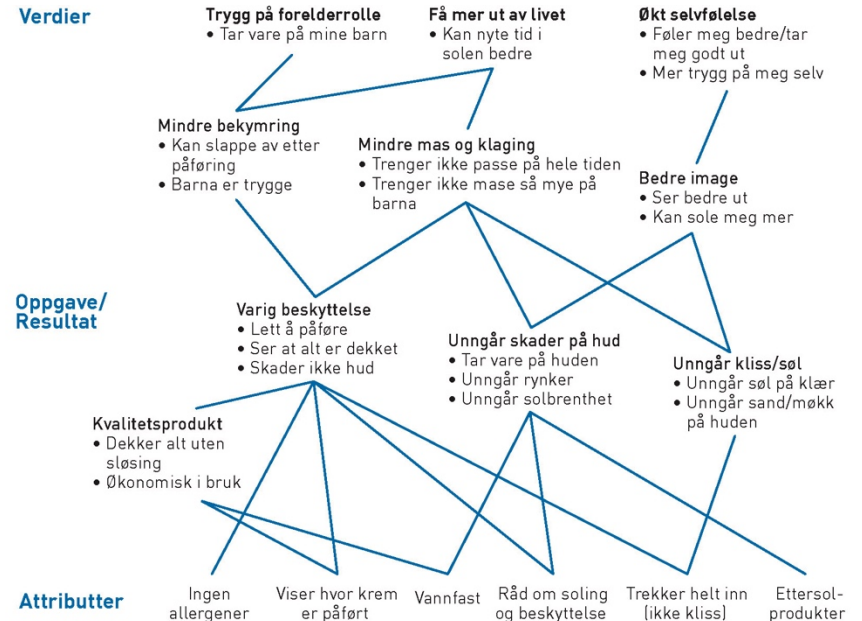 Verdier
Trygg på forelderrolle
• Tar vare på mine barn
Få mer ut av livet
• Kan nyte tid i
solen bedre
Økt selvfølelse
• Føler meg bedre/tar
meg godt ut
• Mer trygg på meg selv
Mindre bekymring
• Kan slappe av etter
påføring
• Barna er trygge
Mindre mas og klaging
• Trenger ikke passe på hele tiden
• Trenger ikke mase så mye på
barna
Bedre image
• Ser bedre ut
• Kan sole meg mer
Oppgave/
Resultat
Varig beskyttelse
• Lett å påføre
• Ser at alt er dekket
• Skader ikke hud
Unngår skader på hud
• Tar vare på huden
• Unngår rynker
• Unngår solbrenthet
Unngår kliss/søl
• Unngår søl på klær
• Unngår sand/møkk
på huden
Kvalitetsprodukt
• Dekker alt uten
sløsing
• Økonomisk i bruk
Attributter
Ingen
allergener
Viser hvor krem
er påført
Vannfast
Råd om soling
og beskyttelse
Trekker helt inn
(ikke kliss)
Ettersol-
produkter